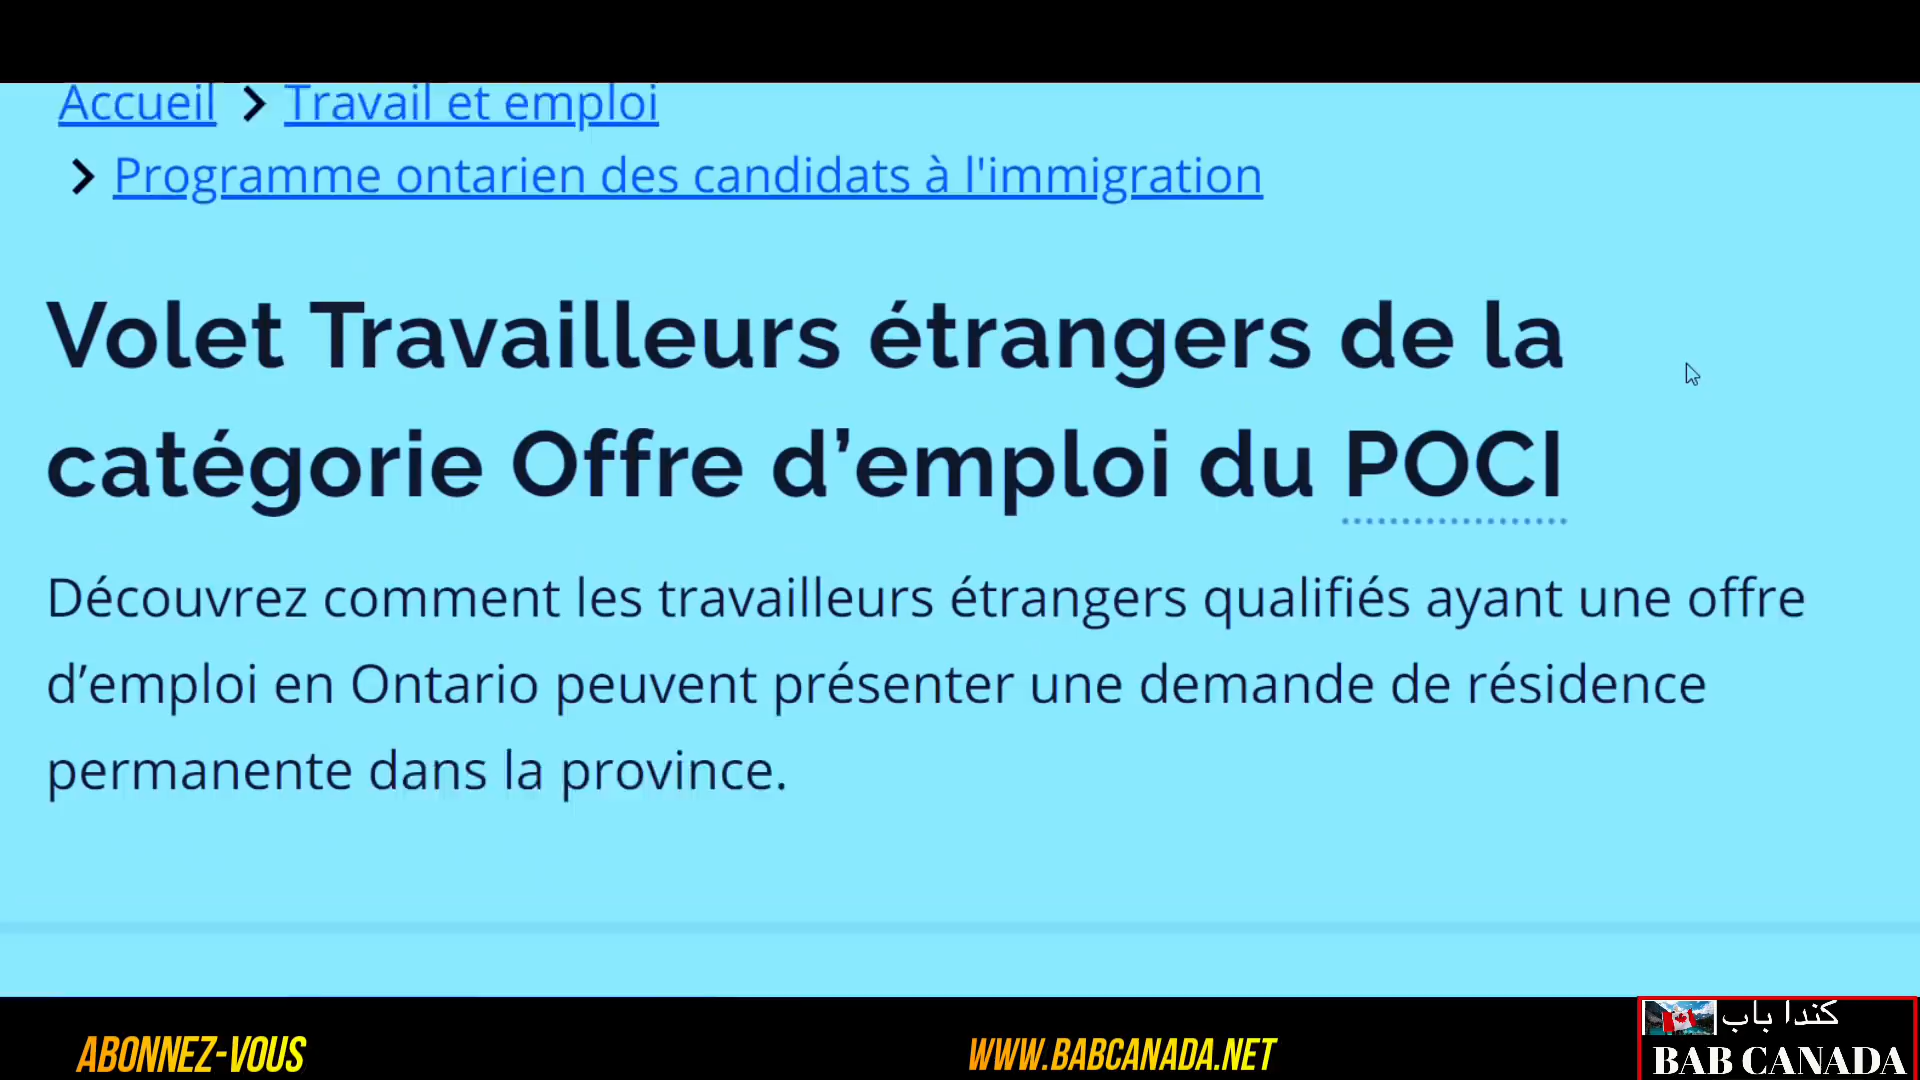 Accueil > Travail et emploi
> Programme ontarien des candidats à l'immigration
Volet Travailleurs étrangers de la
catégorie Offre d’emploi du POCI
Découvrez comment les travailleurs étrangers qualifiés ayant une offre
d’emploi en Ontario peuvent présenter une demande de résidence
permanente dans la province.
ABONNEZ-VOUS
WWW.BABCANADA.NET
كندا باب
BAB CANADA